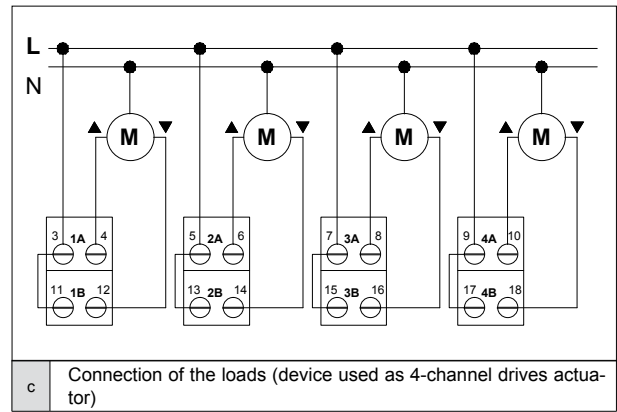 L
N
▲ M ▼ ▲ M ▼ ▲ M ▼ ▲ M ▼
3 1A 4 5 2A 6 7 3A 8 9 4A 10
11 1B 12 13 2B 14 15 3B 16 17 4B 18
c Connection of the loads (device used as 4-channel drives actua-
tor)